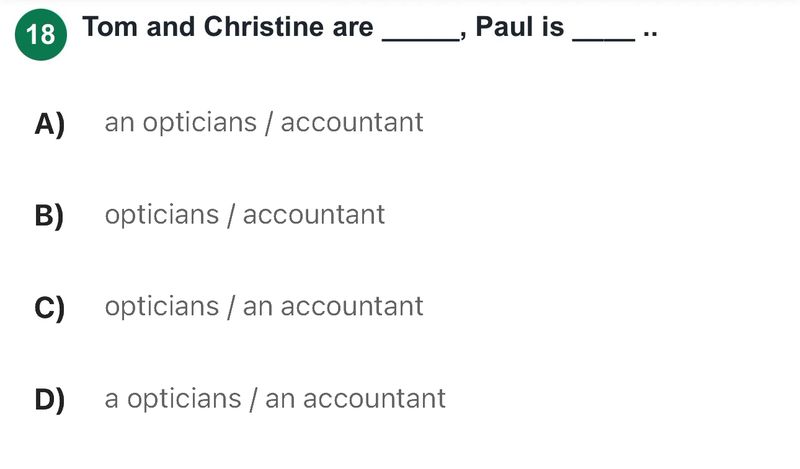 18 Tom and Christine are _____, Paul is ____ ..
A) an opticians / accountant
B) opticians / accountant
C) opticians / an accountant
D) a opticians / an accountant